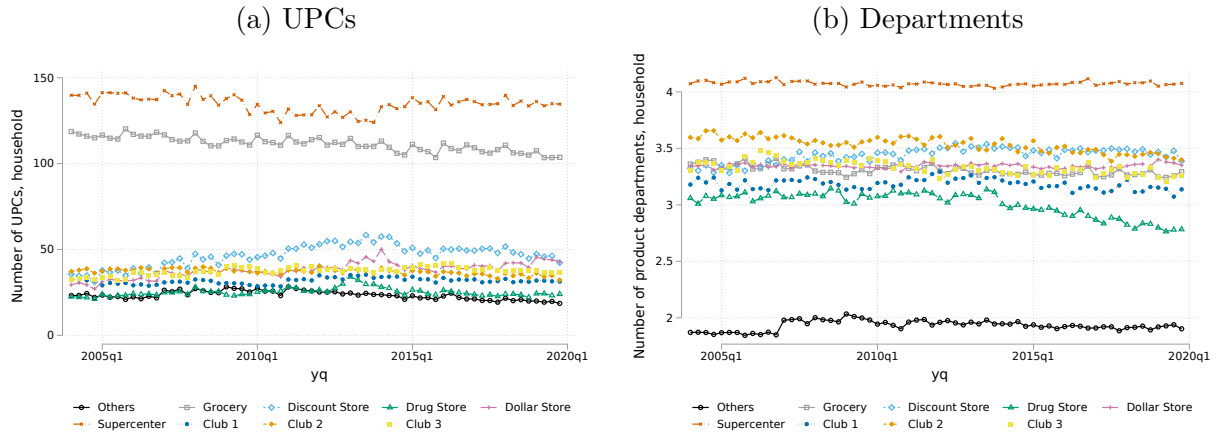 (a) UPCs
Number of UPCs, household
150
100
50
0
2005q1 2010q1 2015q1 2020q1
yq
Others Grocery Discount Store Drug Store Dollar Store
Supercenter Club 1 Club 2 Club 3
(b) Departments
Number of product departments, household
4
3.5
3
2.5
2
2005q1 2010q1 2015q1 2020q1
yq
Others Grocery Discount Store Drug Store Dollar Store
Supercenter Club 1 Club 2 Club 3